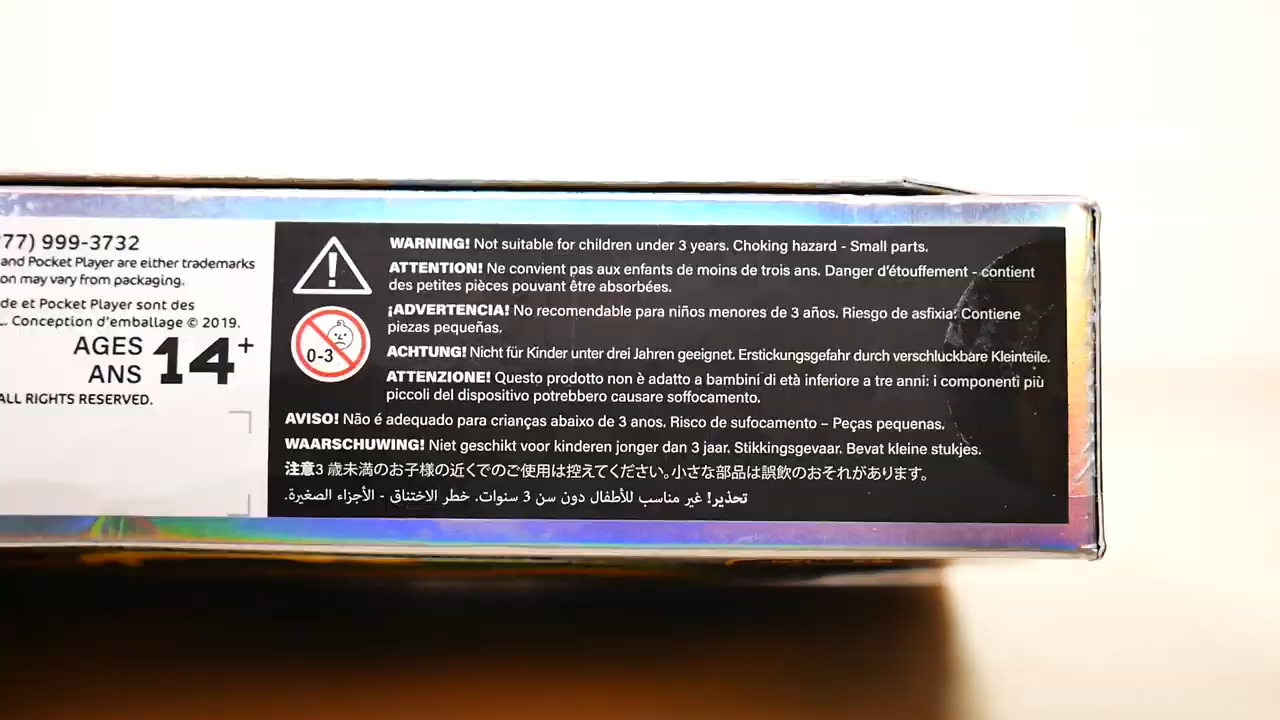 77) 999-3732
and Pocket Player are either trademarks
on may vary from packaging.
de et Pocket Player sont des
. Conception d'emballage © 2019.
AGES
ANS 14+
ALL RIGHTS RESERVED.
WARNING! Not suitable for children under 3 years. Choking hazard - Small parts.
ATTENTION! Ne convient pas aux enfants de moins de trois ans. Danger d'étouffement - contient
des petites pièces pouvant être absorbées.
¡ADVERTENCIA! No recomendable para niños menores de 3 años. Riesgo de asfixia: Contiene
piezas pequeñas.
0-3
ACHTUNG! Nicht für Kinder unter drei Jahren geeignet. Erstickungsgefahr durch verschluckbare Kleinteile.
ATTENZIONE! Questo prodotto non è adatto a bambini di età inferiore a tre anni: i componenti più
piccoli del dispositivo potrebbero causare soffocamento.
AVISO! Não é adequado para crianças abaixo de 3 anos. Risco de sufocamento – Peças pequenas.
WAARSCHUWING! Niet geschikt voor kinderen jonger dan 3 jaar. Stikkingsgevaar. Bevat kleine stukjes.
注意3 歳未満のお子様の近くでのご使用は控えてください。小さな部品は誤飲のおそれがあります。
تحذير! غير مناسب للأطفال دون سن 3 سنوات. خطر الاختناق - الأجزاء الصغيرة.